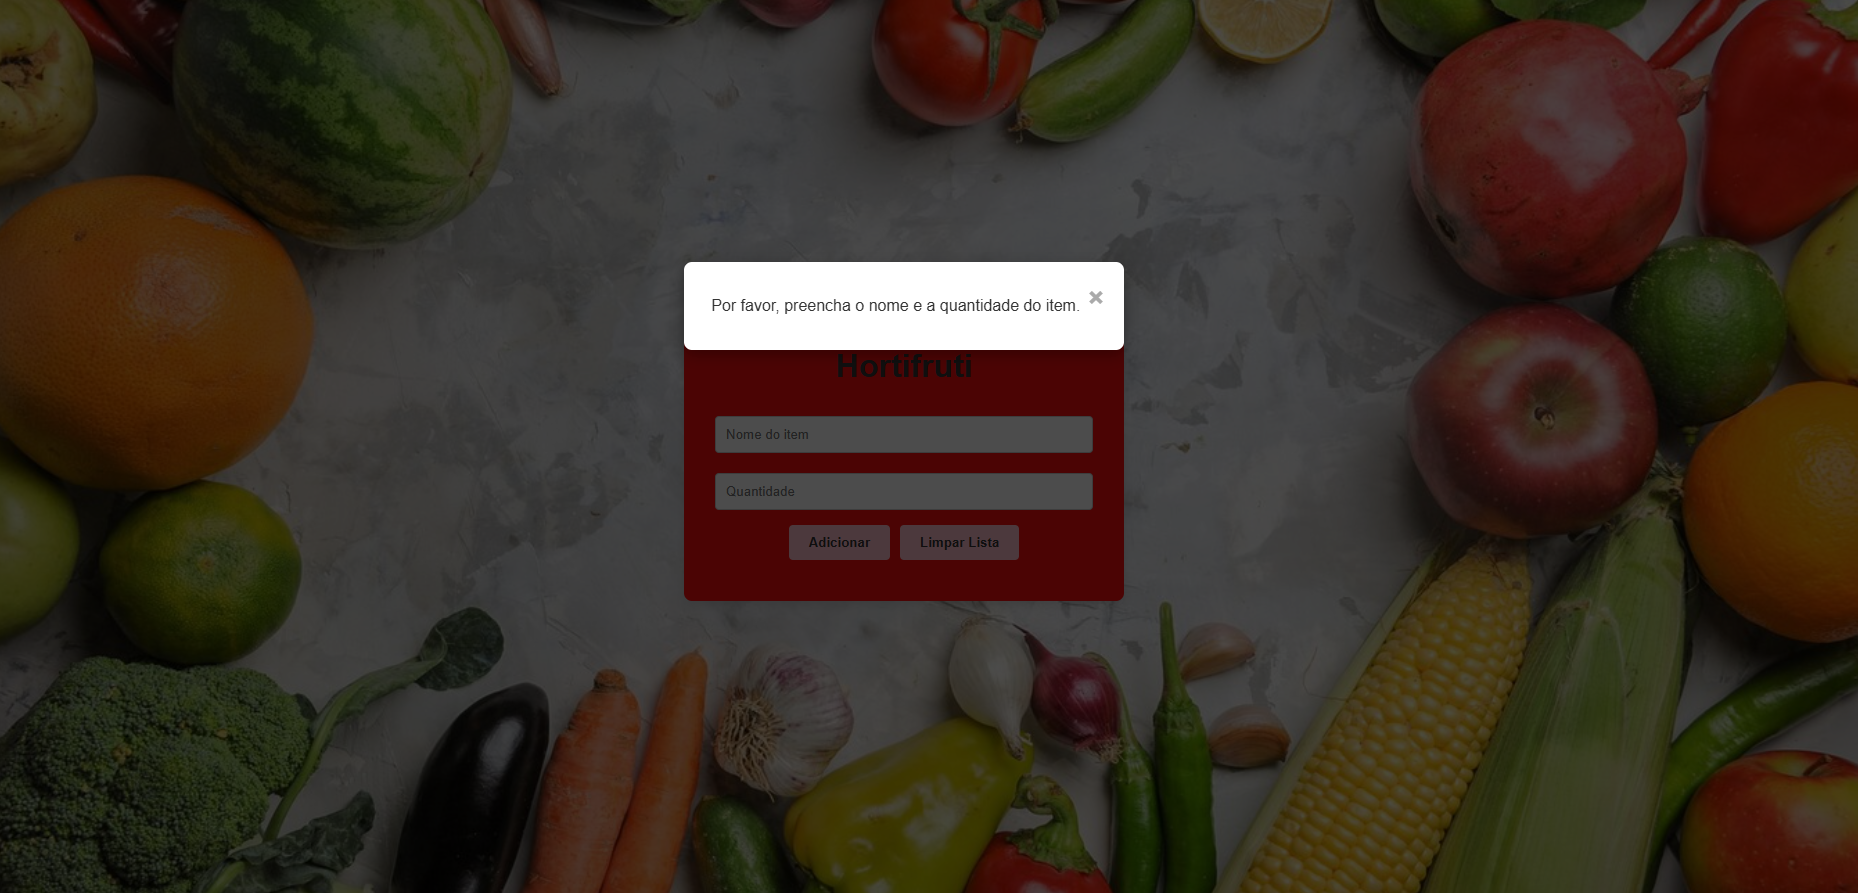 Por favor, preencha o nome e a quantidade do item.
×
Hortifruti
Nome do item
Quantidade
Adicionar
Limpar Lista